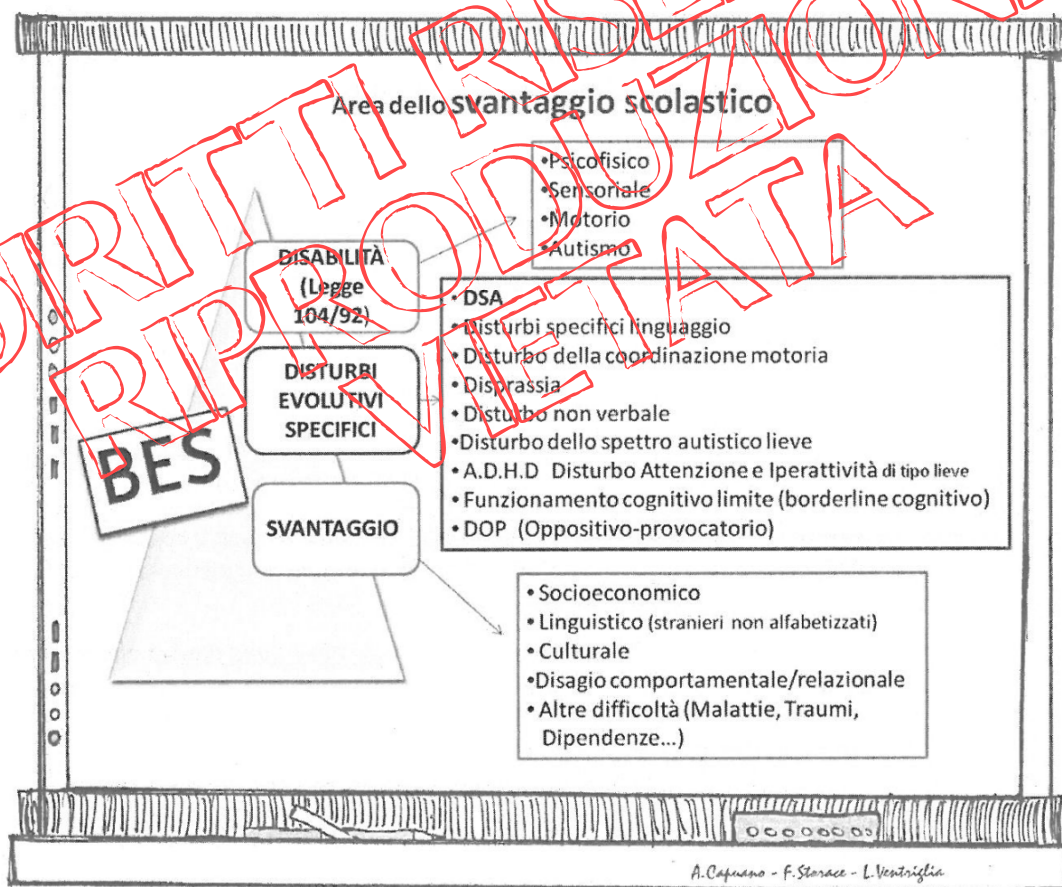 DIRITTI RISERVATI
RIPRODUZIONE
VIETATA
Area dello svantaggio scolastico
•Psicofisico
•Sensoriale
•Motorio
•Autismo
DISABILITÀ
(Legge
104/92)
• DSA
• Disturbi specifici linguaggio
• Disturbo della coordinazione motoria
• Disprassia
• Disturbo non verbale
•Disturbo dello spettro autistico lieve
• A.D.H.D Disturbo Attenzione e Iperattività di tipo lieve
• Funzionamento cognitivo limite (borderline cognitivo)
• DOP (Oppositivo-provocatorio)
DISTURBI
EVOLUTIVI
SPECIFICI
BES
SVANTAGGIO
• Socioeconomico
• Linguistico (stranieri non alfabetizzati)
• Culturale
•Disagio comportamentale/relazionale
• Altre difficoltà (Malattie, Traumi,
Dipendenze...)
A.Capuano - F.Storace - L.Ventriglia